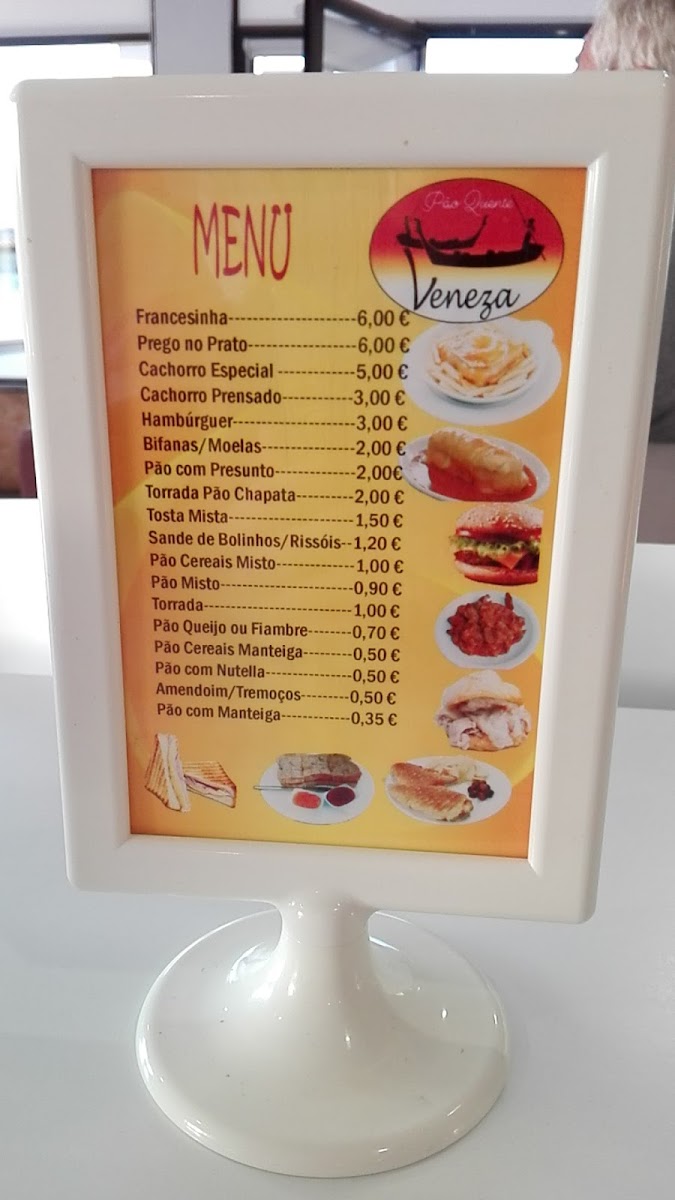 MENU
Pão Quente
Veneza
Francesinha---------------------6,00 €
Prego no Prato------------------6,00 €
Cachorro Especial -------------5,00 €
Cachorro Prensado------------3,00 €
Hambúrguer--------------------3,00 €
Bifanas/Moelas----------------2,00 €
Pão com Presunto--------------2,00€
Torrada Pão Chapata----------2,00 €
Tosta Mista----------------------1,50 €
Sande de Bolinhos/Rissóis--1,20 €
Pão Cereais Misto--------------1,00 €
Pão Misto------------------------0,90 €
Torrada---------------------------1,00 €
Pão Queijo ou Fiambre--------0,70 €
Pão Cereais Manteiga---------0,50 €
Pão com Nutella----------------0,50 €
Amendoim/Tremoços---------0,50 €
Pão com Manteiga-------------0,35 €